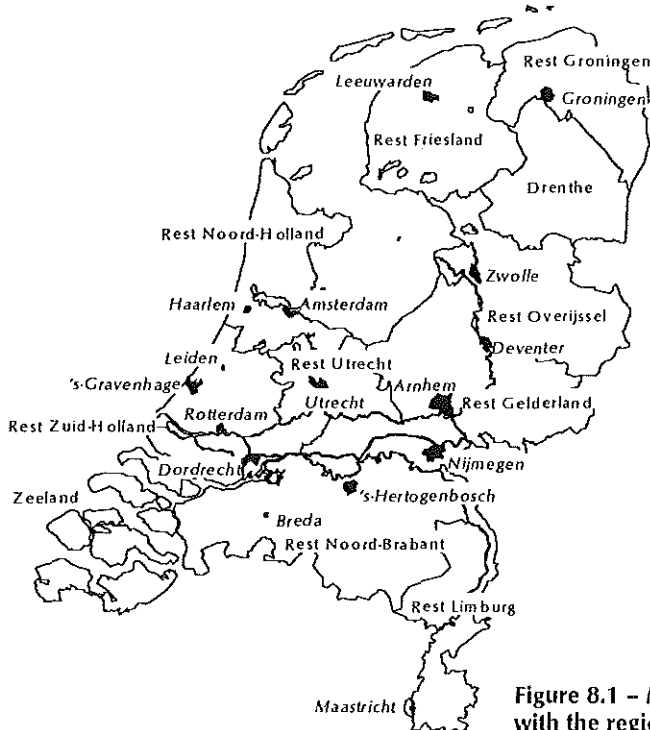 Rest Groningen
Leeuwarden
Groningen
Rest Friesland
Drenthe
Rest Noord-Holland
Zwolle
Haarlem
Amsterdam
Rest Overijssel
Deventer
Leiden
Rest Utrecht
's-Gravenhage
Arnhem
Utrecht
Rest Gelderland
Rotterdam
Rest Zuid-Holland
Dordrecht
Nijmegen
Zeeland
's-Hertogenbosch
Breda
Rest Noord-Brabant
Rest Limburg
Maastricht
Figure 8.1 –
with the regi